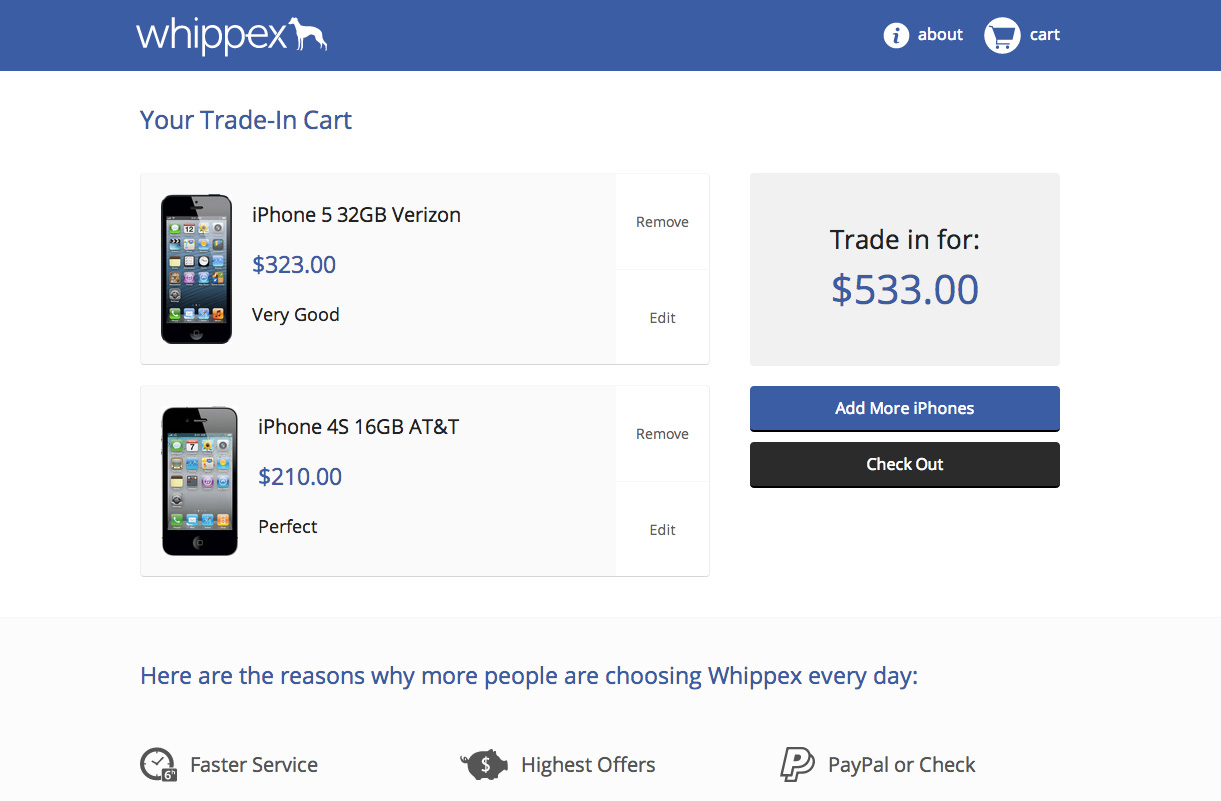 whippex
about
cart
Your Trade-In Cart
iPhone 5 32GB Verizon
$323.00
Very Good
Remove
Edit
Trade in for:
$533.00
Add More iPhones
Check Out
iPhone 4S 16GB AT&T
$210.00
Perfect
Remove
Edit
Here are the reasons why more people are choosing Whippex every day:
Faster Service
Highest Offers
PayPal or Check